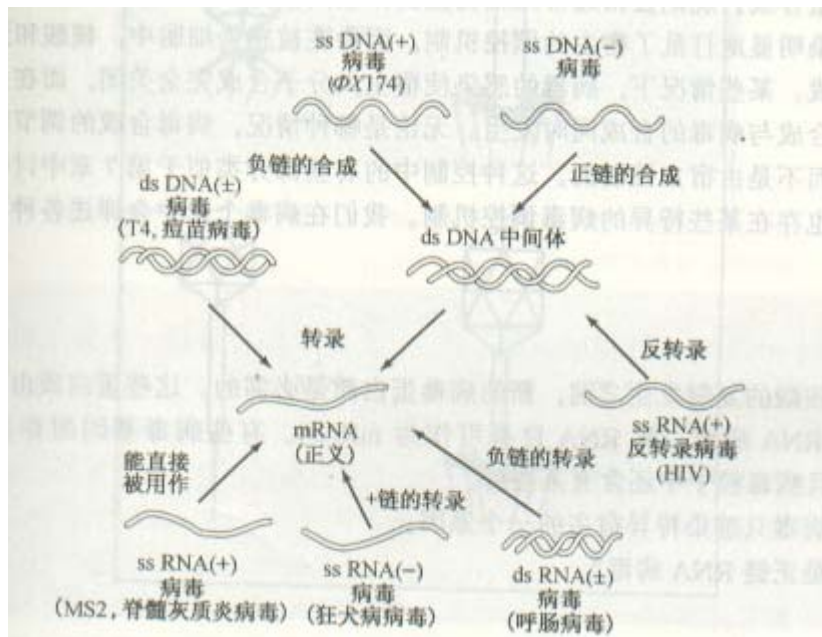 ss DNA(+)
病毒
(ΦX174)
ss DNA(−)
病毒
负链的合成
正链的合成
ds DNA(±)
病毒
(T4, 痘苗病毒)
ds DNA 中间体
转录
反转录
mRNA
(正义)
ss RNA(+)
反转录病毒
(HIV)
能直接
被用作
+链的转录
负链的转录
ss RNA(+)
病毒
(MS2, 脊髓灰质炎病毒)
ss RNA(−)
病毒
(狂犬病病毒)
ds RNA(±)
病毒
(呼肠病毒)